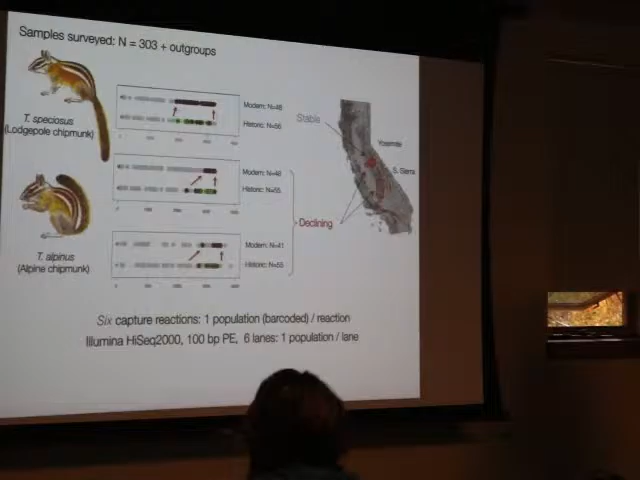 Samples surveyed: N = 303 + outgroups
T. speciosus
(Lodgepole chipmunk)
Modern: N=48
Historic: N=56
Stable
Yosemite
S. Sierra
Modern: N=48
Historic: N=55
Declining
T. alpinus
(Alpine chipmunk)
Modern: N=41
Historic: N=53
Six capture reactions: 1 population (barcoded) / reaction
Illumina HiSeq2000, 100 bp PE, 6 lanes: 1 population / lane